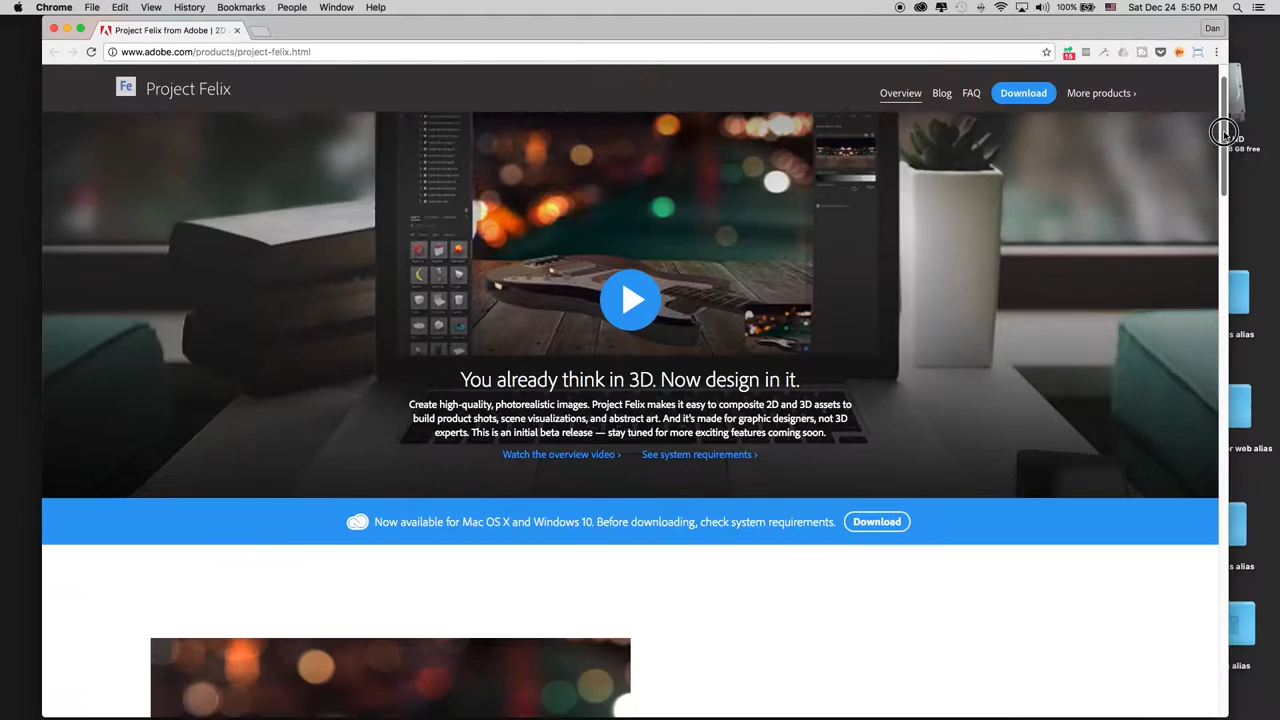 Chrome File Edit View History Bookmarks People Window Help 100% Sat Dec 24 5:50 PM
Project Felix from Adobe | 2D Dan
www.adobe.com/products/project-felix.html 15
Fe Project Felix Overview Blog FAQ Download More products ›
GB free
s alias
You already think in 3D. Now design in it.
Create high-quality, photorealistic images. Project Felix makes it easy to composite 2D and 3D assets to
build product shots, scene visualizations, and abstract art. And it's made for graphic designers, not 3D
experts. This is an initial beta release — stay tuned for more exciting features coming soon.
r web alias
Watch the overview video › See system requirements ›
Now available for Mac OS X and Windows 10. Before downloading, check system requirements. Download
s alias
alias